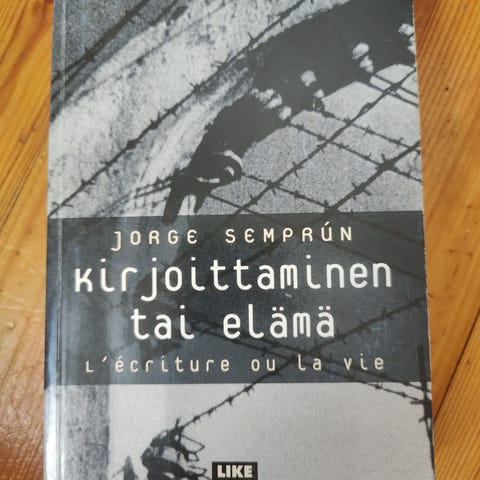 JORGE SEMPRÚN
Kirjoittaminen
tai elämä
L'écriture ou la vie
LIKE